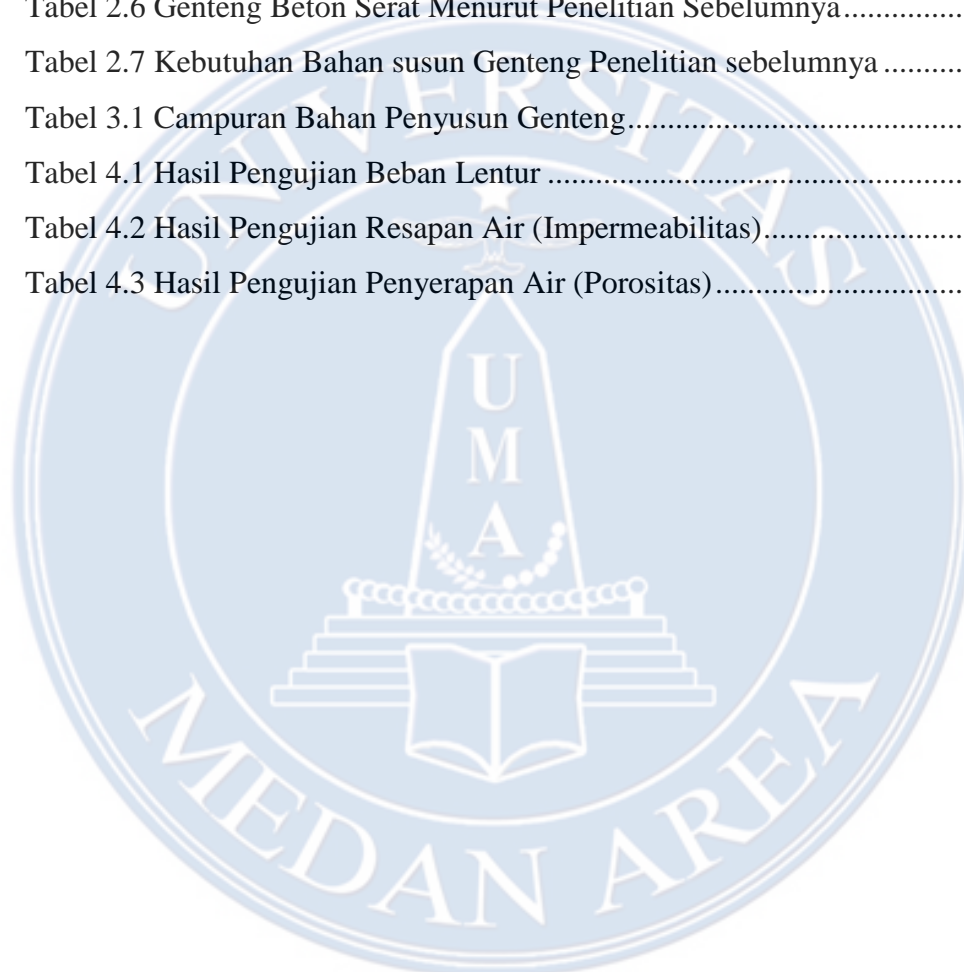 Tabel 2.6 Genteng Beton Serat Menurut Penelitian Sebelumnya...............
Tabel 2.7 Kebutuhan Bahan susun Genteng Penelitian sebelumnya..........
Tabel 3.1 Campuran Bahan Penyusun Genteng...........................................
Tabel 4.1 Hasil Pengujian Beban Lentur.....................................................
Tabel 4.2 Hasil Pengujian Resapan Air (Impermeabilitas).........................
Tabel 4.3 Hasil Pengujian Penyerapan Air (Porositas)...............................
UNIVERSITAS
U
M
A
MEDAN AREA